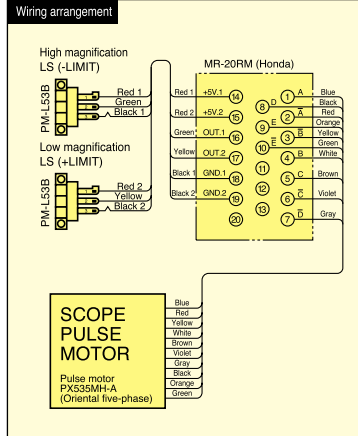 Wiring arrangement
High magnification
LS (-LIMIT)
PM-L53B
Red 1
Green
Black 1
Low magnification
LS (+LIMIT)
PM-L53B
Red 2
Yellow
Black 2
MR-20RM (Honda)
Red 1 +5V.1 14
Red 2 +5V.2 15
Green OUT.1 16
Yellow OUT.2 17
Black 1 GND.1 18
Black 2 GND.2 19
20
8 D
9 E
10 E
11
12
13
1 A Blue
Black
2 A Red
Orange
3 B Yellow
Green
4 B White
5 C Brown
6 C Violet
7 D Gray
SCOPE
PULSE
MOTOR
Pulse motor
PX535MH-A
(Oriental five-phase)
Blue
Red
Yellow
White
Brown
Violet
Gray
Black
Orange
Green